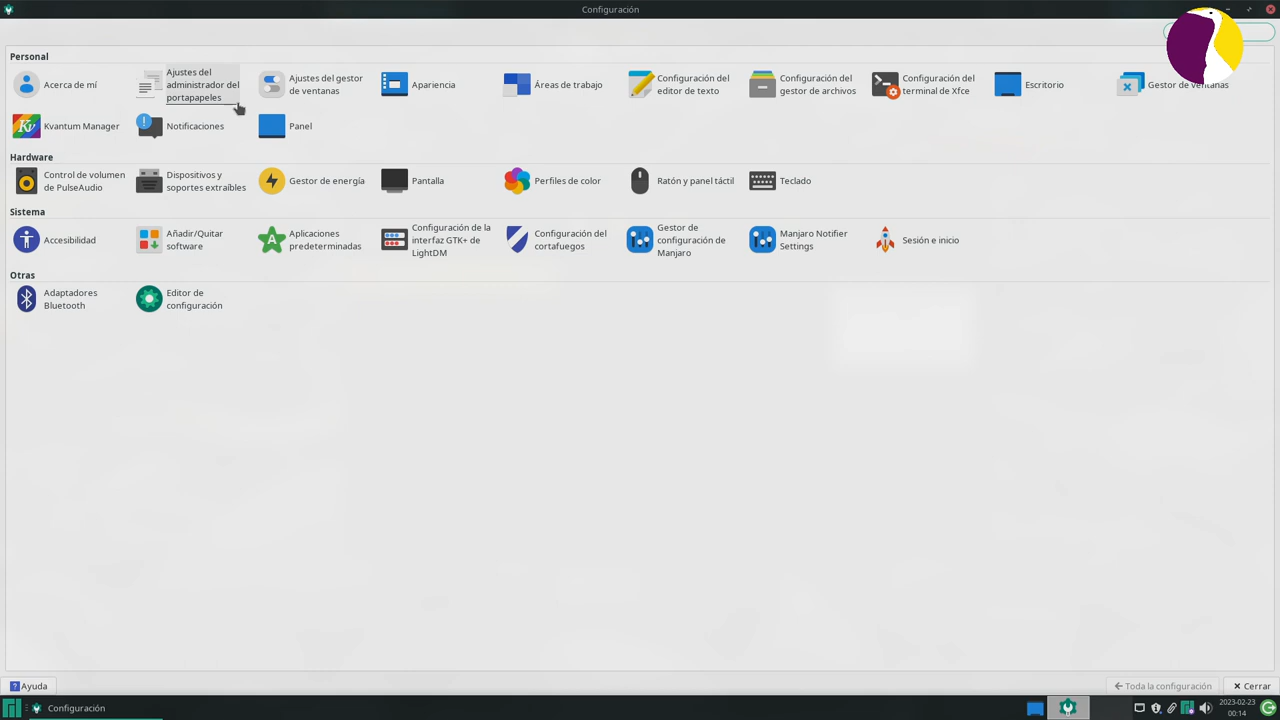 Configuración
Personal
Acerca de mí
Ajustes del
administrador del
portapapeles
Ajustes del gestor
de ventanas
Apariencia
Áreas de trabajo
Configuración del
editor de texto
Configuración del
gestor de archivos
Configuración del
terminal de Xfce
Escritorio
Gestor de ventanas
Kvantum Manager
Notificaciones
Panel
Hardware
Control de volumen
de PulseAudio
Dispositivos y
soportes extraíbles
Gestor de energía
Pantalla
Perfiles de color
Ratón y panel táctil
Teclado
Sistema
Accesibilidad
Añadir/Quitar
software
Aplicaciones
predeterminadas
Configuración de la
interfaz GTK+ de
LightDM
Configuración del
cortafuegos
Gestor de
configuración de
Manjaro
Manjaro Notifier
Settings
Sesión e inicio
Otras
Adaptadores
Bluetooth
Editor de
configuración
Ayuda
Toda la configuración
Cerrar
Configuración
2023-02-23
00:14